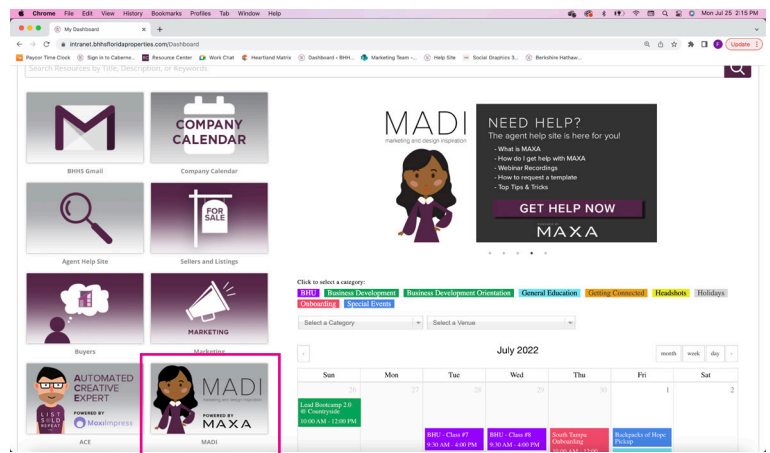 Chrome File Edit View History Bookmarks Profiles Tab Window Help
Mon Jul 25 2:15 PM
My Dashboard
intranet.bhhsfloridaproperties.com/Dashboard
Update
Paycor Time Clock Sign in to Caberne... Resource Center Work Chat Heartland Matrix Dashboard ‹ BHH... Marketing Team -... Help Site Social Graphics 3... Berkshire Hathaw...
Search Resources by Title, Description, or Keywords
COMPANY
CALENDAR
BHHS Gmail
Company Calendar
FOR
SALE
Agent Help Site
Sellers and Listings
MARKETING
Buyers
Marketing
AUTOMATED
CREATIVE
EXPERT
POWERED BY
MaxaImpress
LIST
SOLD
REPEAT
ACE
MADI
marketing and design inspiration
POWERED BY
MAXA
MADI
MADI
marketing and design inspiration
NEED HELP?
The agent help site is here for you!
- What is MAXA
- How do I get help with MAXA
- Webinar Recordings
- How to request a template
- Top Tips & Tricks
GET HELP NOW
MAXA
Click to select a category:
BHU Business Development Business Development Orientation General Education Getting Connected Headshots Holidays
Onboarding Special Events
Select a Category
Select a Venue
July 2022
month week day
Sun Mon Tue Wed Thu Fri Sat
26 27 28 29 30 1 2
Lead Bootcamp 2.0
@ Countryside
10:00 AM - 12:00 PM
BHU - Class #7
9:30 AM - 4:00 PM
BHU - Class #8
9:30 AM - 4:00 PM
South Tampa
Onboarding
10:00 AM - 12:00
Backpacks of Hope
Pickup